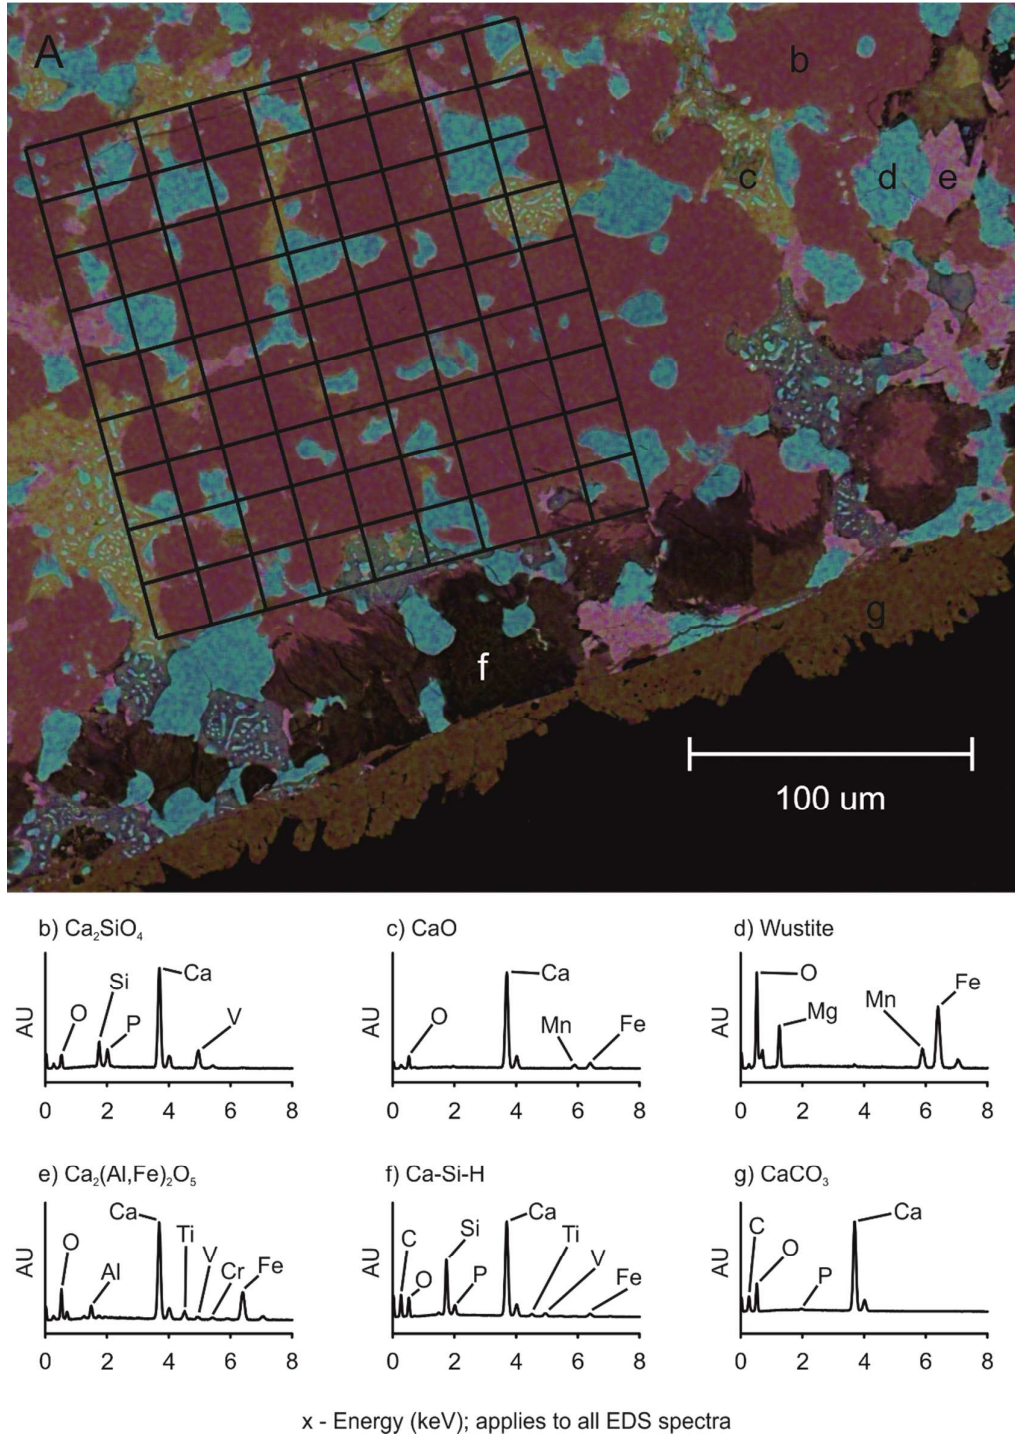 A
b
c
d
e
f
g
100 um
b) Ca₂SiO₄
c) CaO
d) Wustite
AU
O
Si
P
Ca
V
0 2 4 6 8
AU
O
Ca
Mn
Fe
0 2 4 6 8
AU
O
Mg
Mn
Fe
0 2 4 6 8
e) Ca₂(Al,Fe)₂O₅
f) Ca-Si-H
g) CaCO₃
AU
O
Al
Ca
Ti
V
Cr
Fe
0 2 4 6 8
AU
C
O
Si
P
Ca
Ti
V
Fe
0 2 4 6 8
AU
C
O
P
Ca
0 2 4 6 8
x - Energy (keV); applies to all EDS spectra